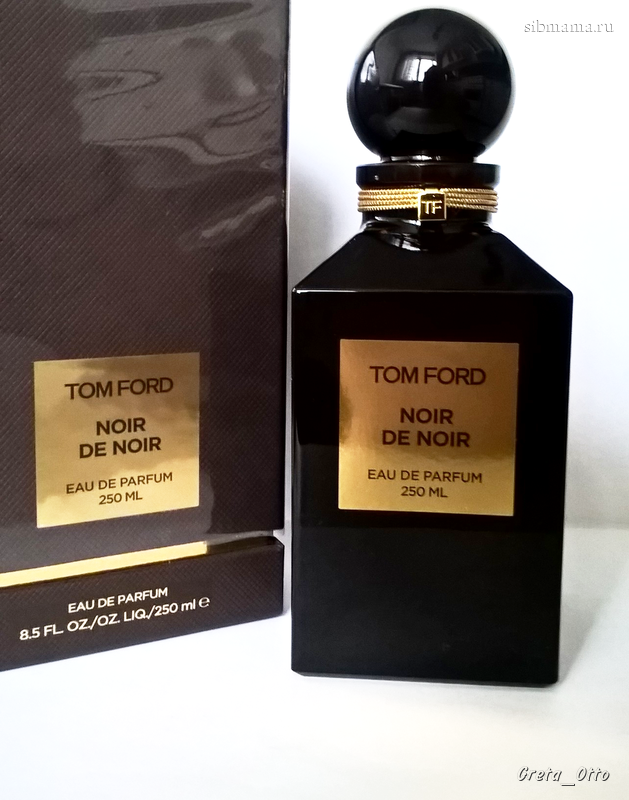 sibmama.ru
TF
TOM FORD
NOIR
DE NOIR
EAU DE PARFUM
250 ML
EAU DE PARFUM
8.5 FL. OZ./OZ. LIQ./250 ml e
TOM FORD
NOIR
DE NOIR
EAU DE PARFUM
250 ML
Greta_Otto